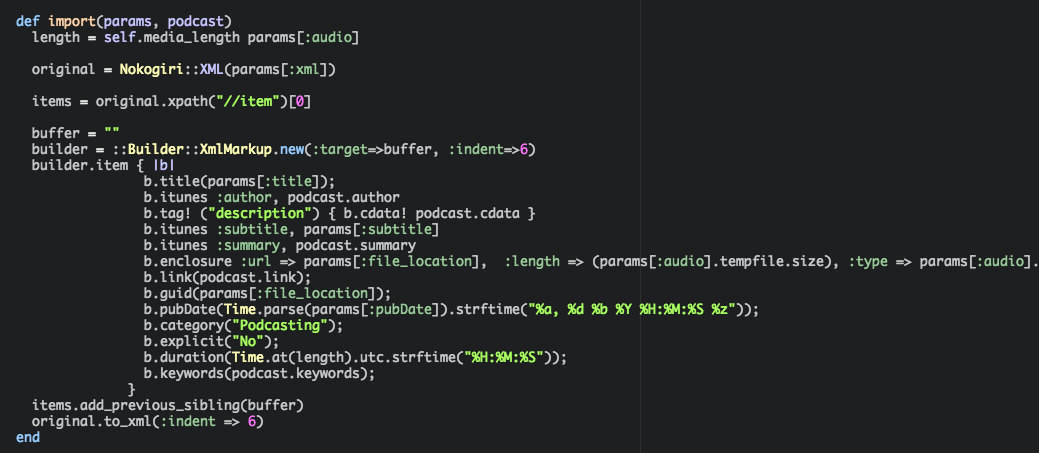 def import(params, podcast)
  length = self.media_length params[:audio]

  original = Nokogiri::XML(params[:xml])

  items = original.xpath("//item")[0]

  buffer = ""
  builder = ::Builder::XmlMarkup.new(:target=>buffer, :indent=>6)
  builder.item { |b|
                b.title(params[:title]);
                b.itunes :author, podcast.author
                b.tag! ("description") { b.cdata! podcast.cdata }
                b.itunes :subtitle, params[:subtitle]
                b.itunes :summary, podcast.summary
                b.enclosure :url => params[:file_location],  :length => (params[:audio].tempfile.size), :type => params[:audio].
                b.link(podcast.link);
                b.guid(params[:file_location]);
                b.pubDate(Time.parse(params[:pubDate]).strftime("%a, %d %b %Y %H:%M:%S %z"));
                b.category("Podcasting");
                b.explicit("No");
                b.duration(Time.at(length).utc.strftime("%H:%M:%S"));
                b.keywords(podcast.keywords);
              }
  items.add_previous_sibling(buffer)
  original.to_xml(:indent => 6)
end